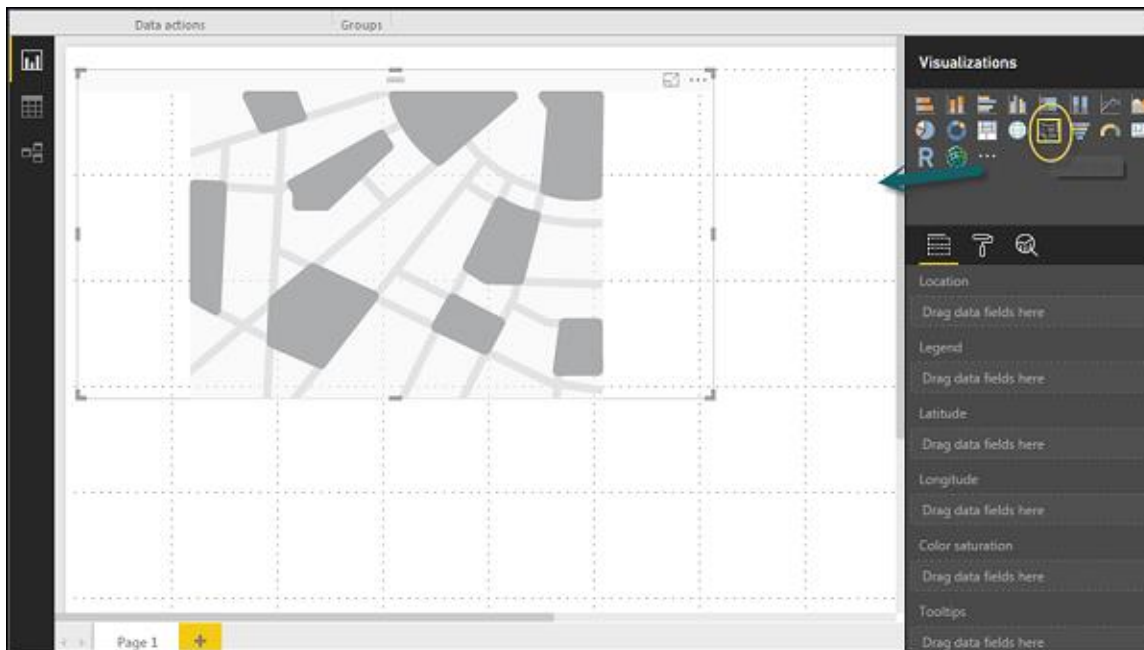 Data actions
Groups
Visualizations
R
Location
Drag data fields here
Legend
Drag data fields here
Latitude
Drag data fields here
Longitude
Drag data fields here
Color saturation
Drag data fields here
Tooltips
Drag data fields here
Page 1